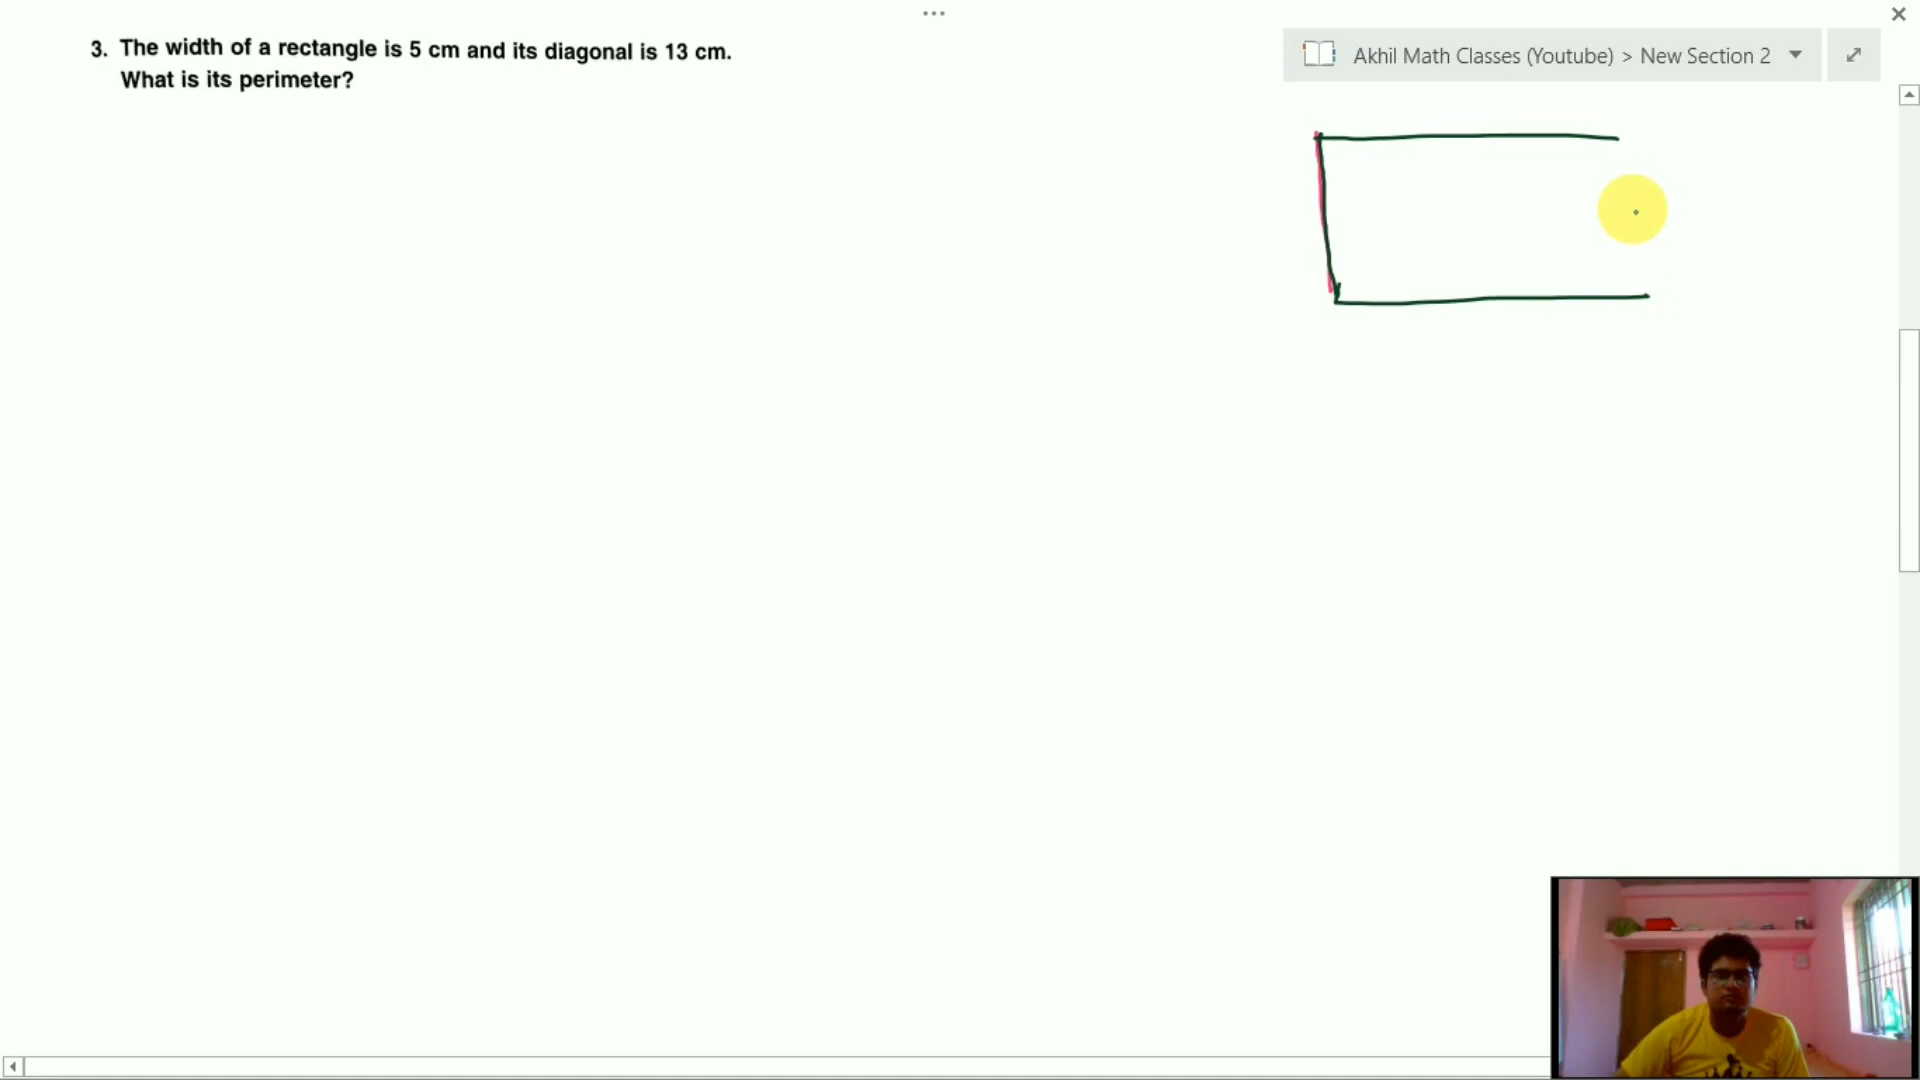 3. The width of a rectangle is 5 cm and its diagonal is 13 cm.
What is its perimeter?
Akhil Math Classes (Youtube) > New Section 2